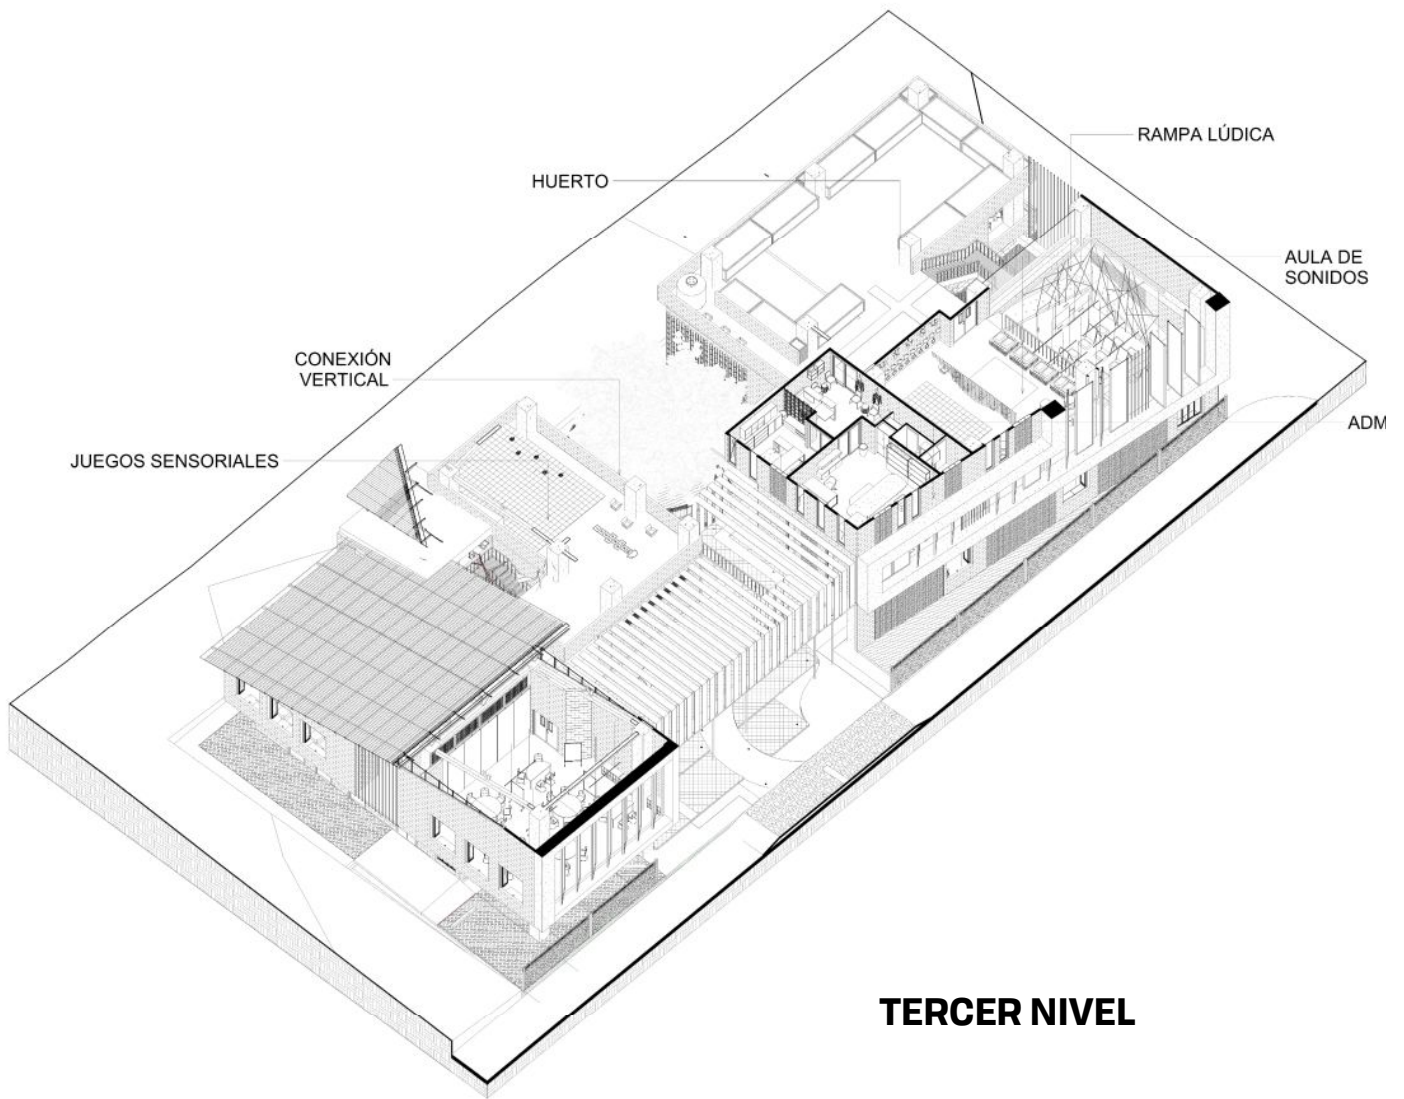 RAMPA LÚDICA
HUERTO
AULA DE
SONIDOS
CONEXIÓN
VERTICAL
ADM
JUEGOS SENSORIALES
TERCER NIVEL